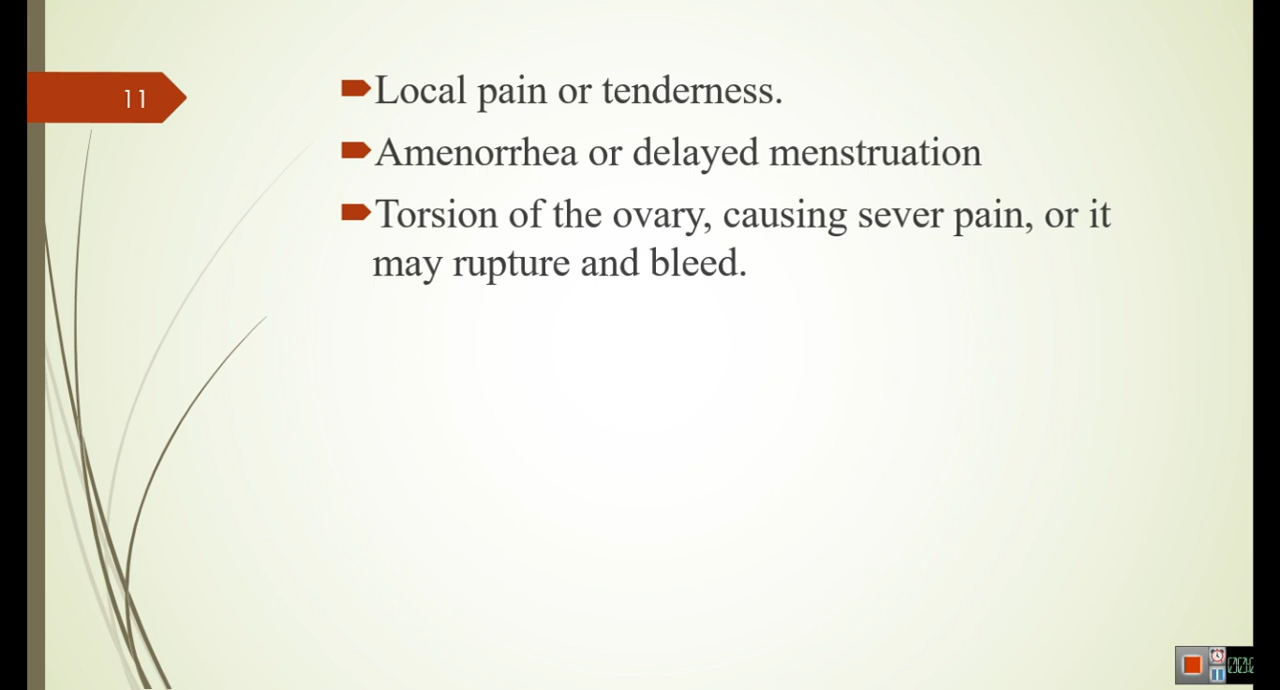 11
Local pain or tenderness.
Amenorrhea or delayed menstruation
Torsion of the ovary, causing sever pain, or it
may rupture and bleed.